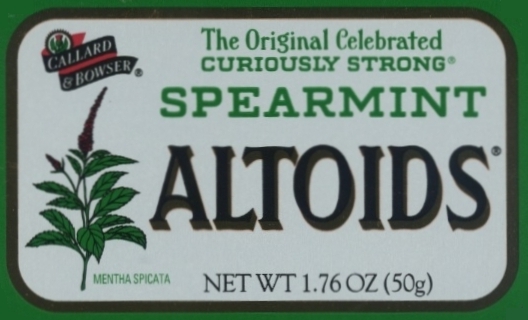 CALLARD
& BOWSER®
The Original Celebrated
CURIOUSLY STRONG®
SPEARMINT
ALTOIDS®
MENTHA SPICATA
NET WT 1.76 OZ (50g)